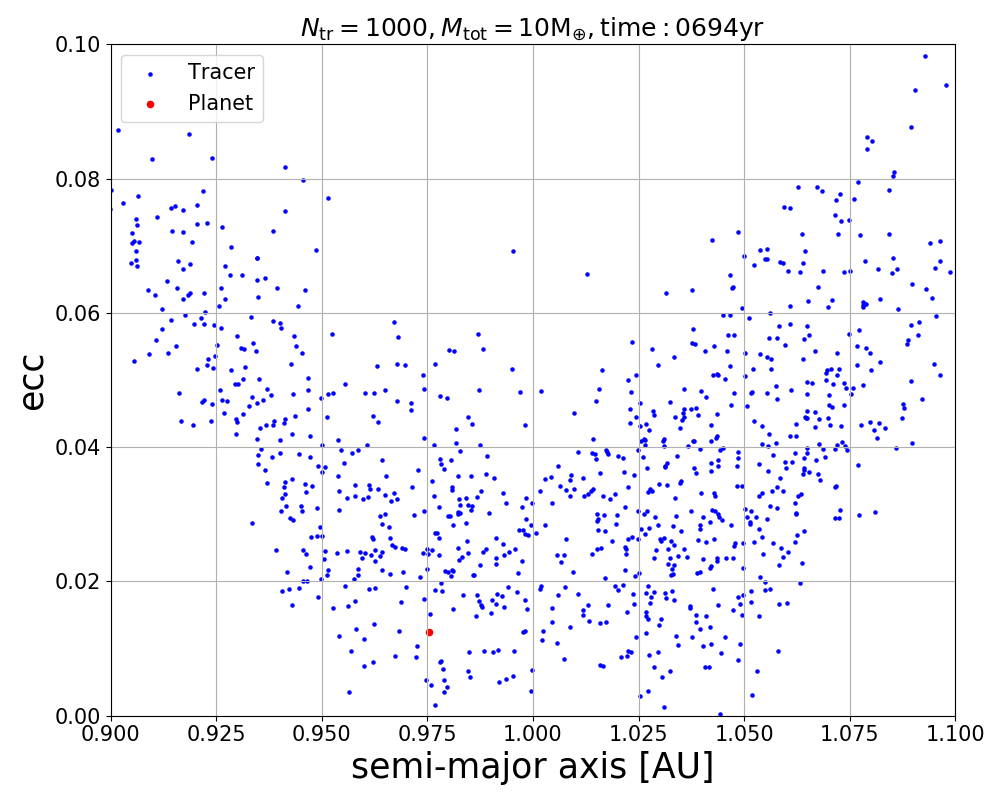 N_tr = 1000, M_tot = 10M_⊕, time : 0694yr
Tracer
Planet
0.10
0.08
0.06
0.04
0.02
0.00
ecc
0.900 0.925 0.950 0.975 1.000 1.025 1.050 1.075 1.100
semi-major axis [AU]